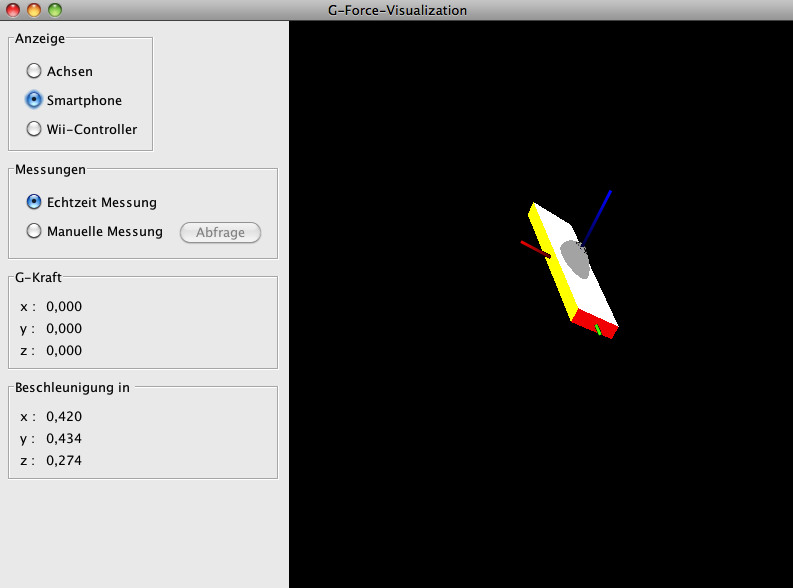 G-Force-Visualization
Anzeige
Achsen
Smartphone
Wii-Controller
Messungen
Echtzeit Messung
Manuelle Messung Abfrage
G-Kraft
x : 0,000
y : 0,000
z : 0,000
Beschleunigung in
x : 0,420
y : 0,434
z : 0,274